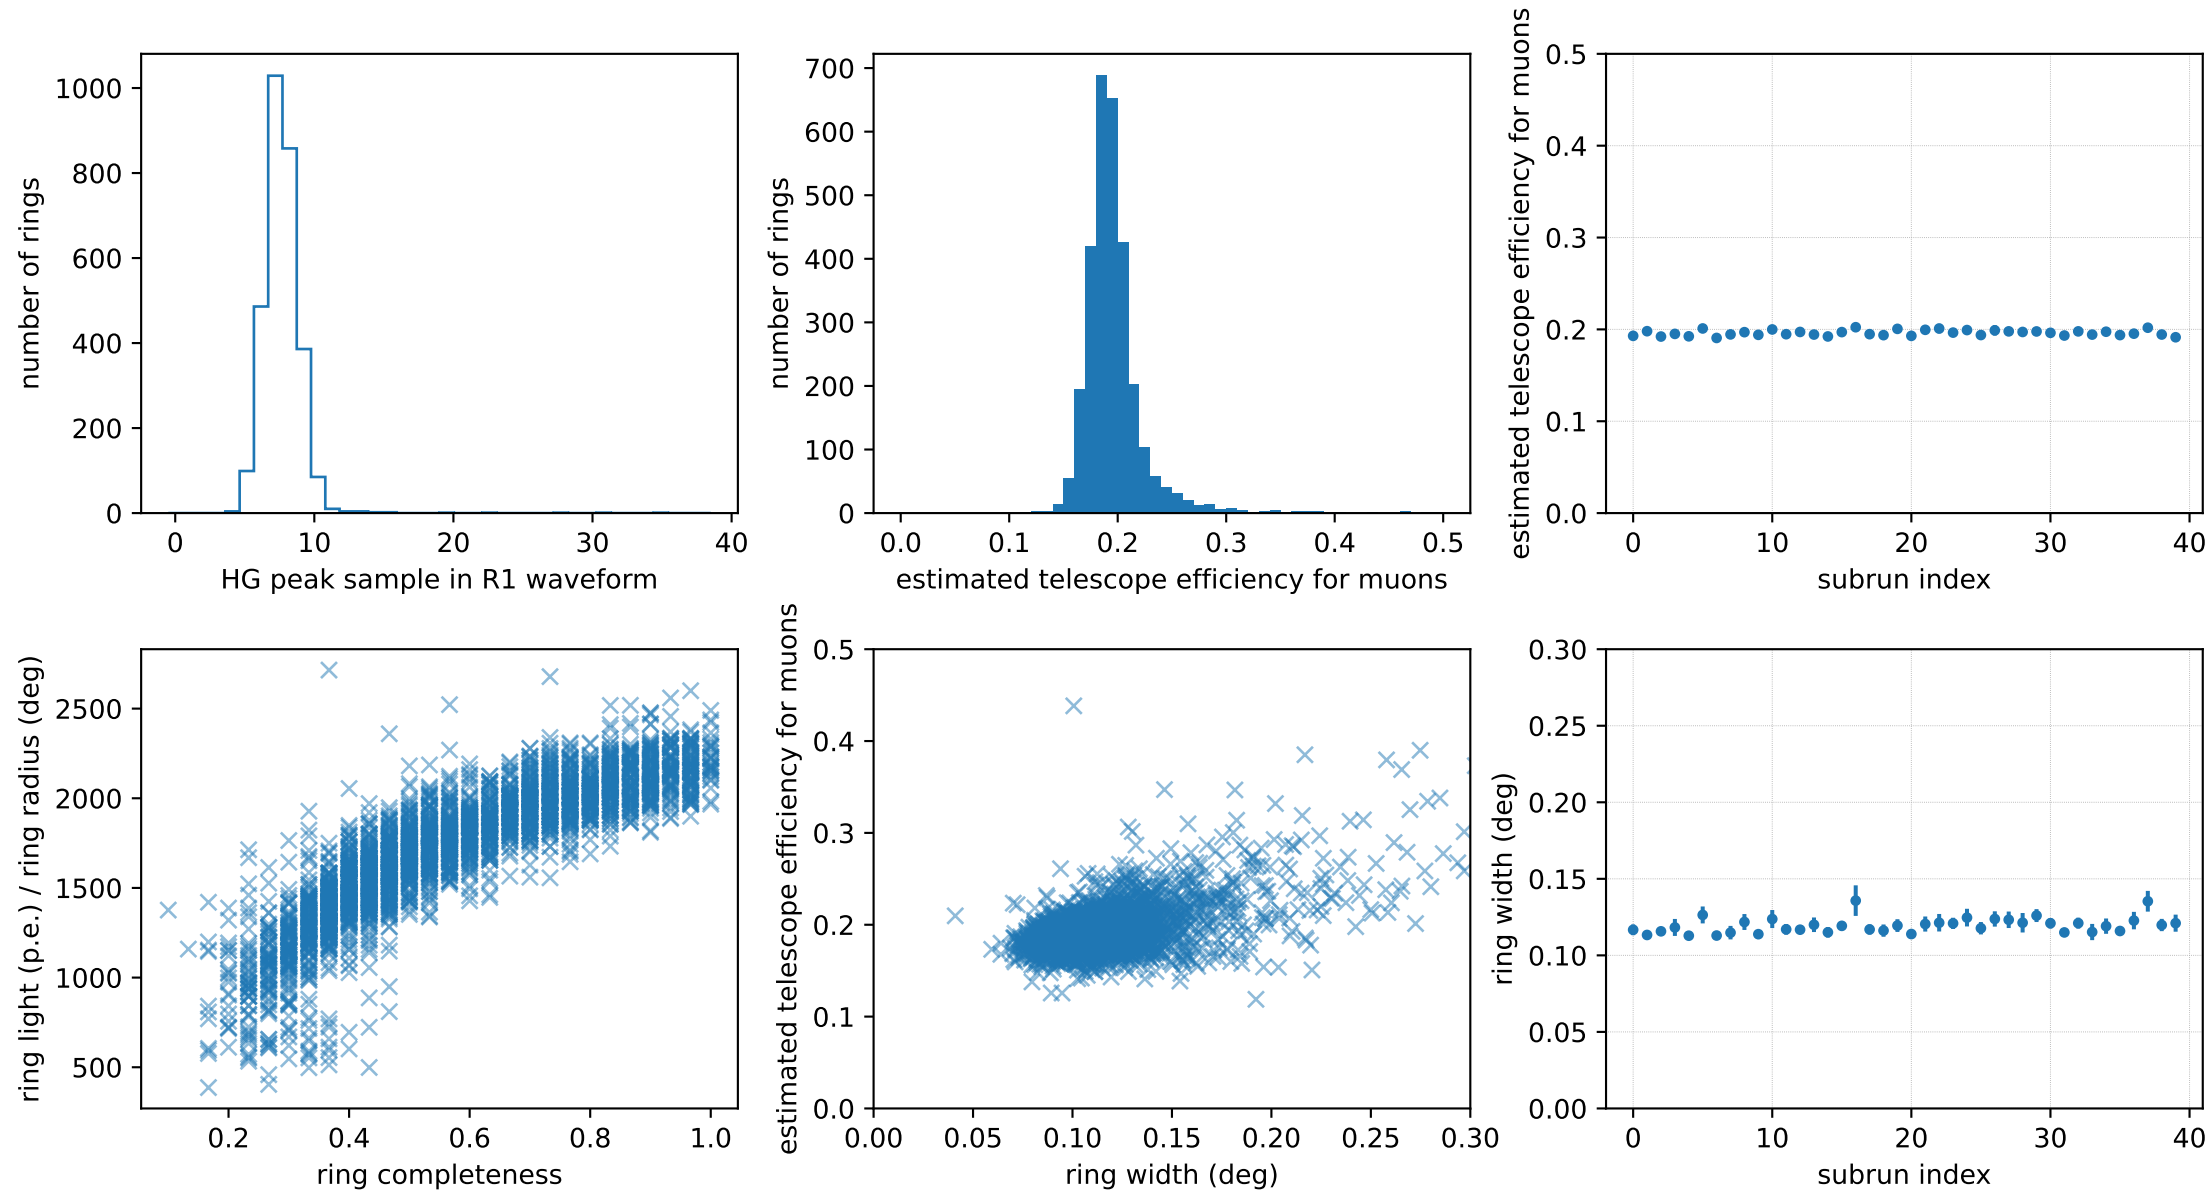 number of rings
1000
800
600
400
200
0
0 10 20 30 40
HG peak sample in R1 waveform
number of rings
700
600
500
400
300
200
100
0
0.0 0.1 0.2 0.3 0.4 0.5
estimated telescope efficiency for muons
estimated telescope efficiency for muons
0.5
0.4
0.3
0.2
0.1
0.0
0 10 20 30 40
subrun index
ring light (p.e.) / ring radius (deg)
2500
2000
1500
1000
500
0.2 0.4 0.6 0.8 1.0
ring completeness
estimated telescope efficiency for muons
0.5
0.4
0.3
0.2
0.1
0.0
0.00 0.05 0.10 0.15 0.20 0.25 0.30
ring width (deg)
ring width (deg)
0.30
0.25
0.20
0.15
0.10
0.05
0.00
0 10 20 30 40
subrun index